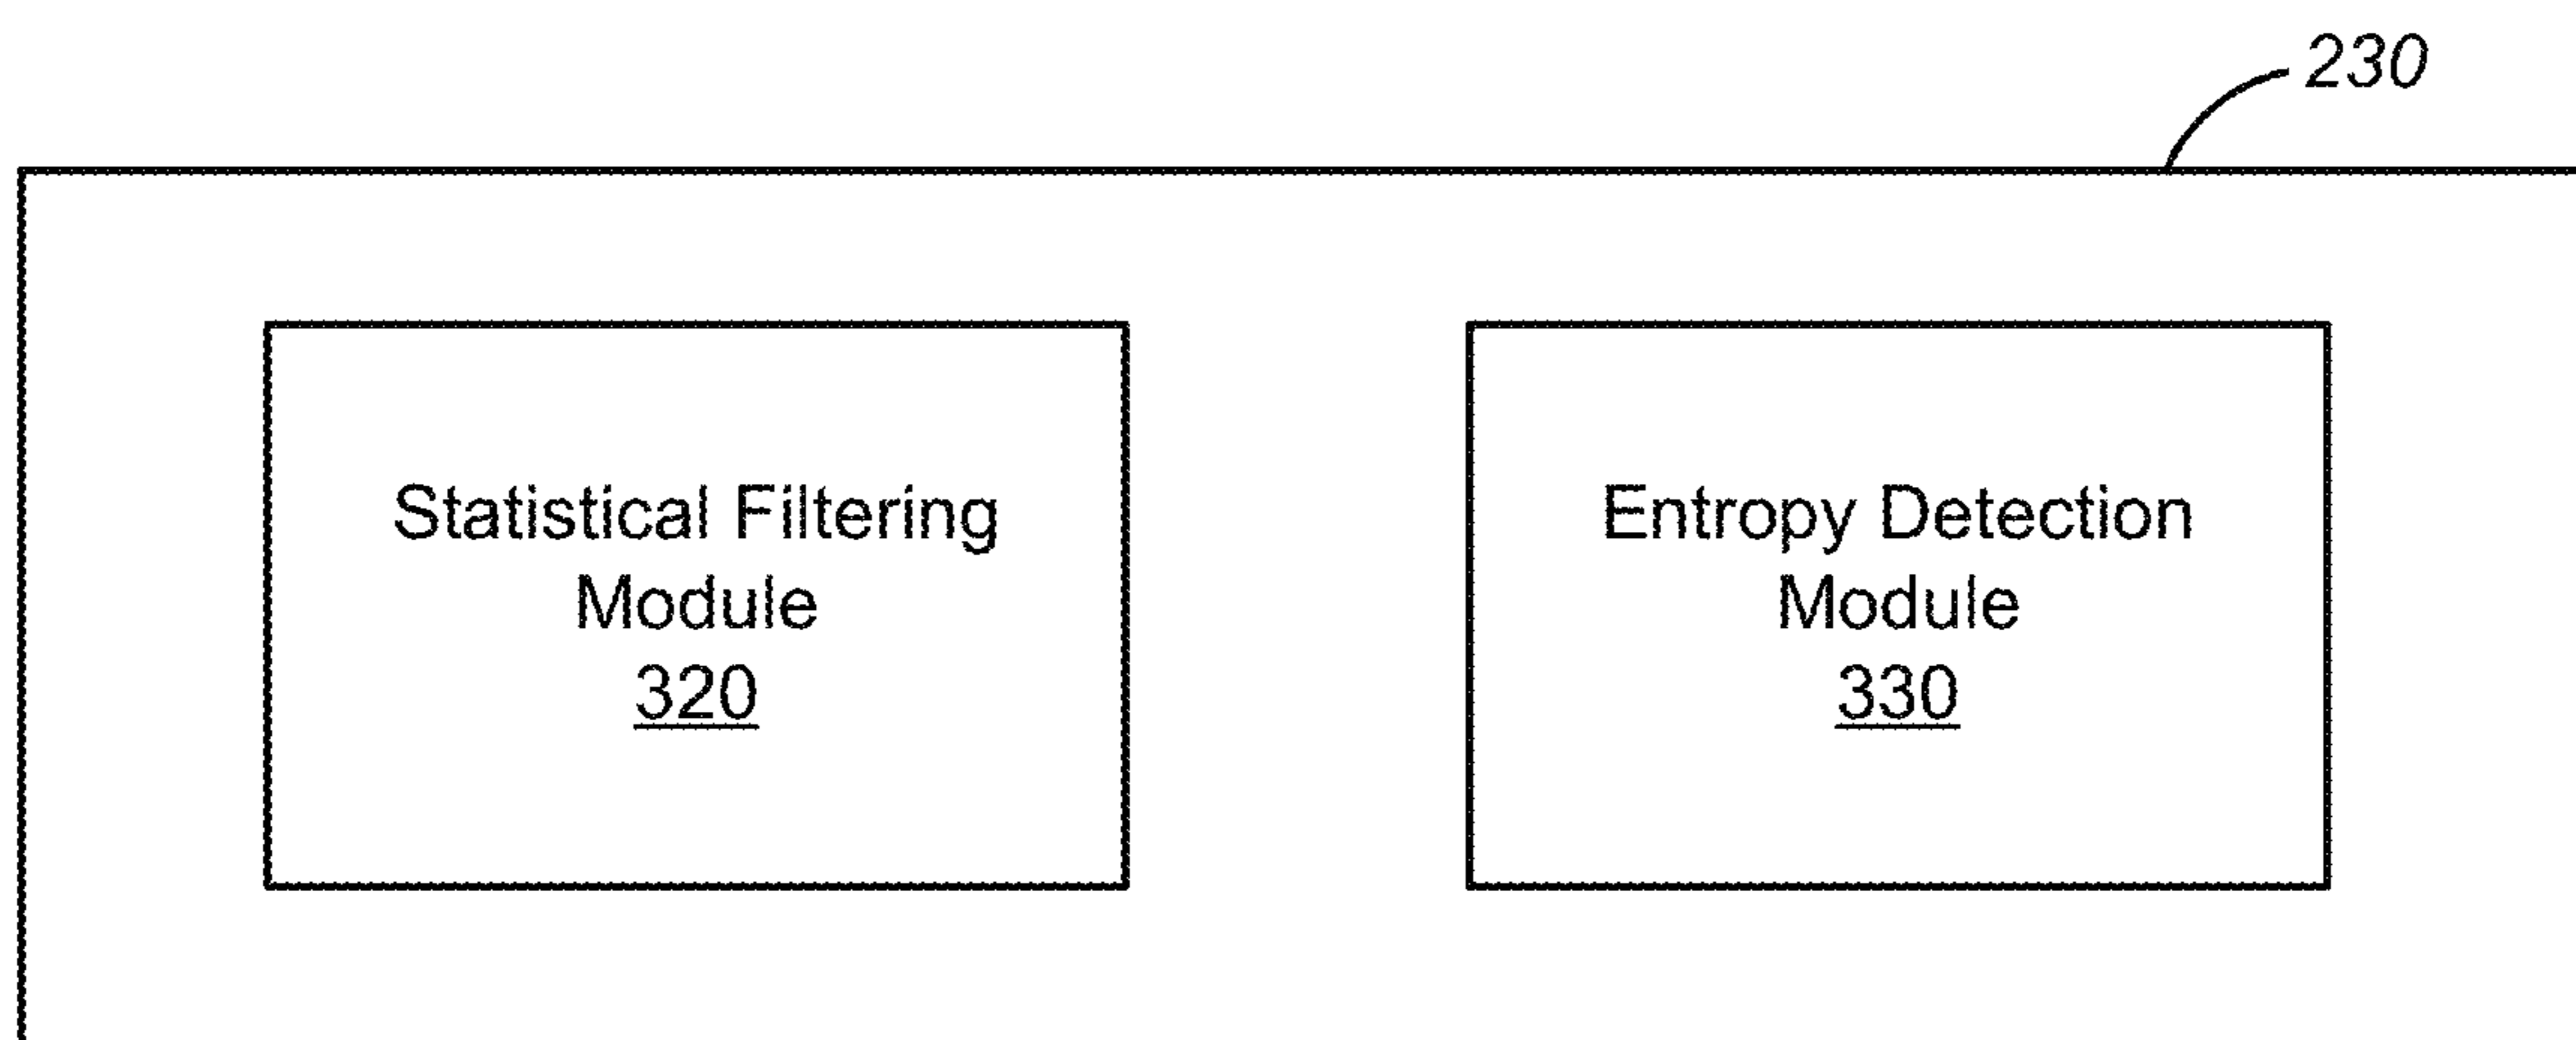 230
Statistical Filtering
Module
320
Entropy Detection
Module
330